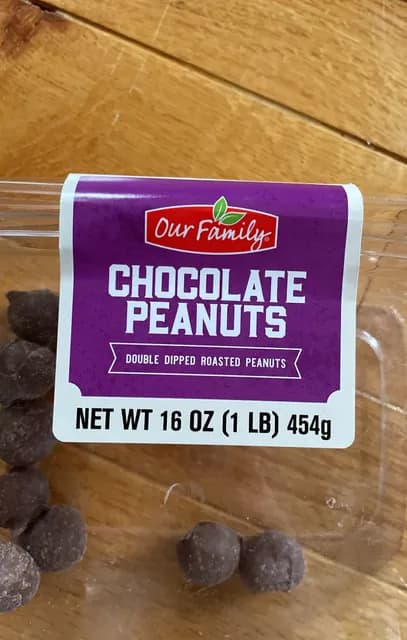 Our Family®
CHOCOLATE
PEANUTS
DOUBLE DIPPED ROASTED PEANUTS
NET WT 16 OZ (1 LB) 454g